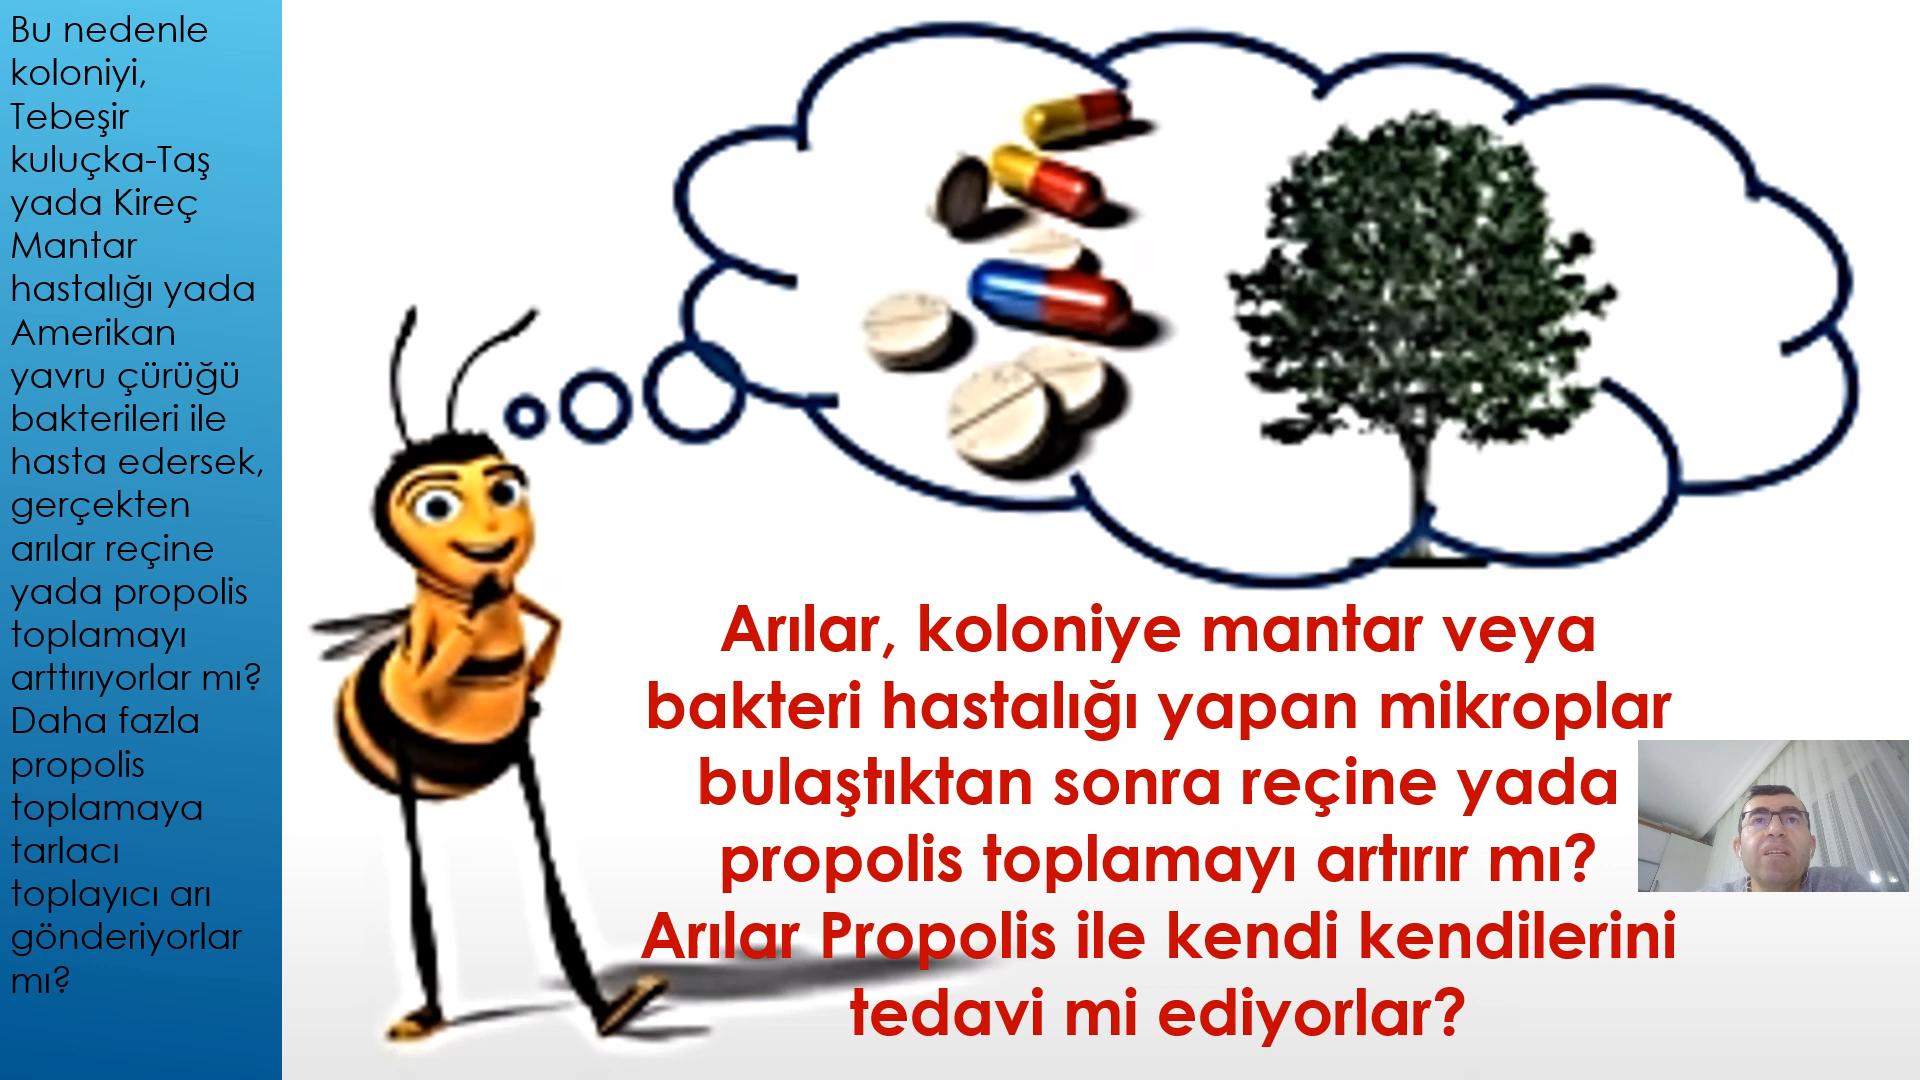 Bu nedenle
koloniyi,
Tebeşir
kuluçka-Taş
yada Kireç
Mantar
hastalığı yada
Amerikan
yavru çürüğü
bakterileri ile
hasta edersek,
gerçekten
arılar reçine
yada propolis
toplamayı
arttırıyorlar mı?
Daha fazla
propolis
toplamaya
tarlacı
toplayıcı arı
gönderiyorlar
mı?
Arılar, koloniye mantar veya
bakteri hastalığı yapan mikroplar
bulaştıktan sonra reçine yada
propolis toplamayı artırır mı?
Arılar Propolis ile kendi kendilerini
tedavi mi ediyorlar?